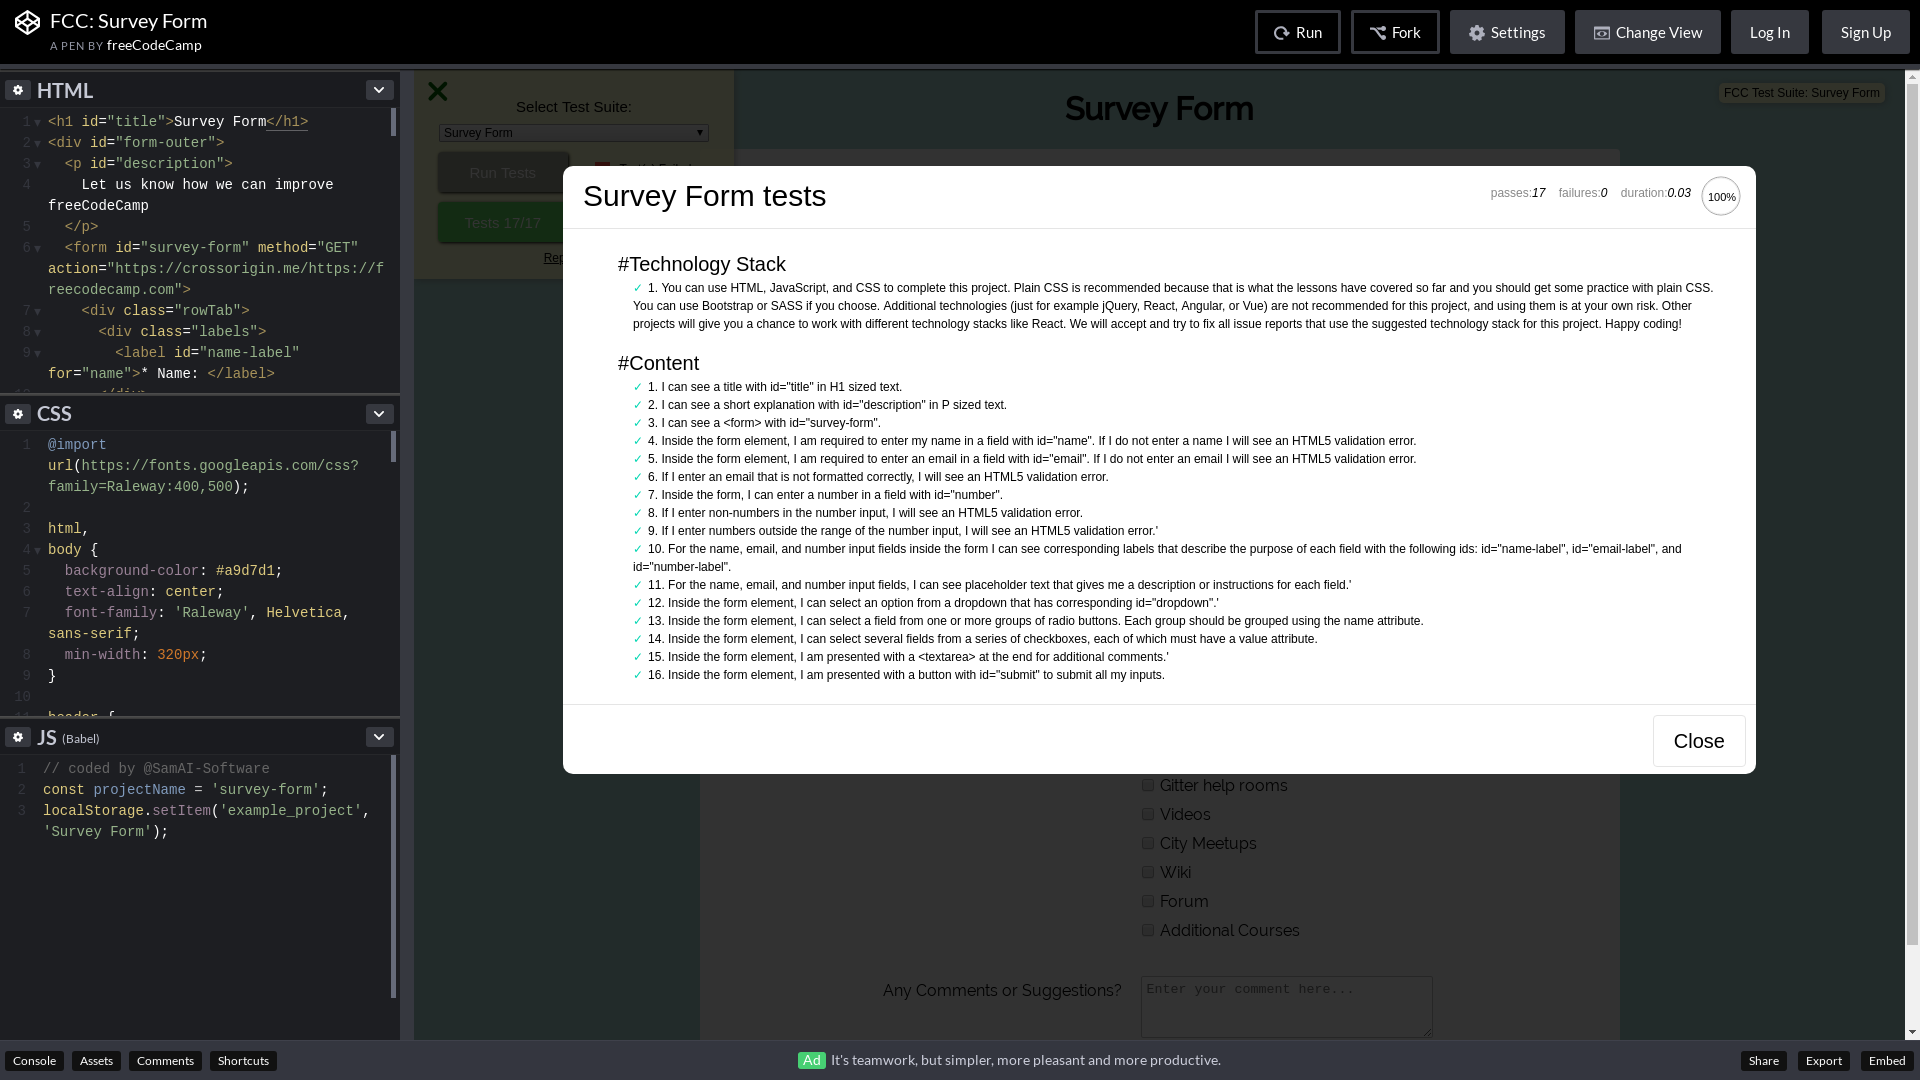 FCC: Survey Form
A PEN BY freeCodeCamp
Run
Fork
Settings
Change View
Log In
Sign Up
HTML
1 <h1 id="title">Survey Form</h1>
2 <div id="form-outer">
3 <p id="description">
4 Let us know how we can improve
freeCodeCamp
5 </p>
6 <form id="survey-form" method="GET"
action="https://crossorigin.me/https://f
reecodecamp.com">
7 <div class="rowTab">
8 <div class="labels">
9 <label id="name-label"
for="name">* Name: </label>
10 </div>
CSS
1 @import
url(https://fonts.googleapis.com/css?
family=Raleway:400,500);
2
3 html,
4 body {
5 background-color: #a9d7d1;
6 text-align: center;
7 font-family: 'Raleway', Helvetica,
sans-serif;
8 min-width: 320px;
9 }
10
11 header {
JS (Babel)
1 // coded by @SamAI-Software
2 const projectName = 'survey-form';
3 localStorage.setItem('example_project',
'Survey Form');
Select Test Suite:
Survey Form
Run Tests
Tests 17/17
Survey Form
FCC Test Suite: Survey Form
Survey Form tests
passes:17 failures:0 duration:0.03 100%
#Technology Stack
✓ 1. You can use HTML, JavaScript, and CSS to complete this project. Plain CSS is recommended because that is what the lessons have covered so far and you should get some practice with plain CSS.
You can use Bootstrap or SASS if you choose. Additional technologies (just for example jQuery, React, Angular, or Vue) are not recommended for this project, and using them is at your own risk. Other
projects will give you a chance to work with different technology stacks like React. We will accept and try to fix all issue reports that use the suggested technology stack for this project. Happy coding!
#Content
✓ 1. I can see a title with id="title" in H1 sized text.
✓ 2. I can see a short explanation with id="description" in P sized text.
✓ 3. I can see a <form> with id="survey-form".
✓ 4. Inside the form element, I am required to enter my name in a field with id="name". If I do not enter a name I will see an HTML5 validation error.
✓ 5. Inside the form element, I am required to enter an email in a field with id="email". If I do not enter an email I will see an HTML5 validation error.
✓ 6. If I enter an email that is not formatted correctly, I will see an HTML5 validation error.
✓ 7. Inside the form, I can enter a number in a field with id="number".
✓ 8. If I enter non-numbers in the number input, I will see an HTML5 validation error.
✓ 9. If I enter numbers outside the range of the number input, I will see an HTML5 validation error.'
✓ 10. For the name, email, and number input fields inside the form I can see corresponding labels that describe the purpose of each field with the following ids: id="name-label", id="email-label", and
id="number-label".
✓ 11. For the name, email, and number input fields, I can see placeholder text that gives me a description or instructions for each field.'
✓ 12. Inside the form element, I can select an option from a dropdown that has corresponding id="dropdown".'
✓ 13. Inside the form element, I can select a field from one or more groups of radio buttons. Each group should be grouped using the name attribute.
✓ 14. Inside the form element, I can select several fields from a series of checkboxes, each of which must have a value attribute.
✓ 15. Inside the form element, I am presented with a <textarea> at the end for additional comments.'
✓ 16. Inside the form element, I am presented with a button with id="submit" to submit all my inputs.
Close
Gitter help rooms
Videos
City Meetups
Wiki
Forum
Additional Courses
Any Comments or Suggestions?
Enter your comment here...
Console
Assets
Comments
Shortcuts
Ad It's teamwork, but simpler, more pleasant and more productive.
Share
Export
Embed